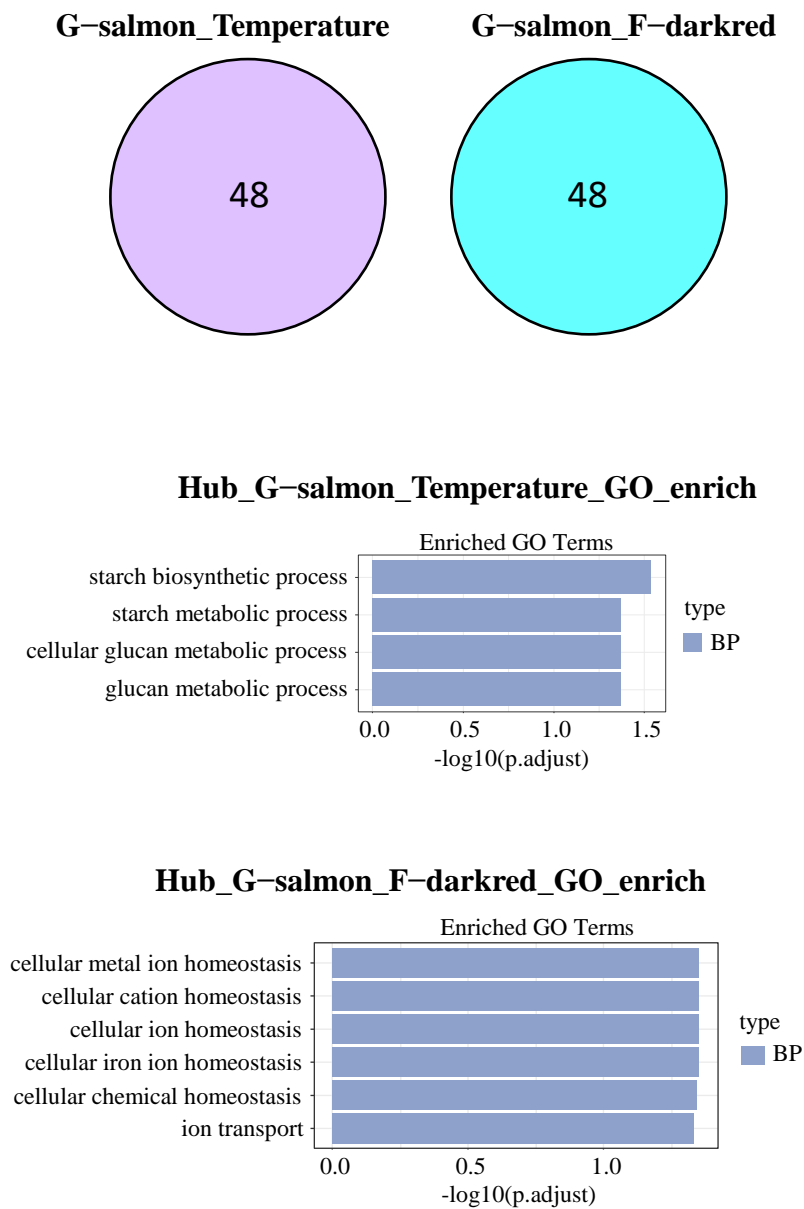 G−salmon_Temperature
G−salmon_F−darkred
48
48
Hub_G−salmon_Temperature_GO_enrich
Enriched GO Terms
starch biosynthetic process
starch metabolic process
cellular glucan metabolic process
glucan metabolic process
type
BP
0.0 0.5 1.0 1.5
-log10(p.adjust)
Hub_G−salmon_F−darkred_GO_enrich
Enriched GO Terms
cellular metal ion homeostasis
cellular cation homeostasis
cellular ion homeostasis
cellular iron ion homeostasis
cellular chemical homeostasis
ion transport
type
BP
0.0 0.5 1.0
-log10(p.adjust)